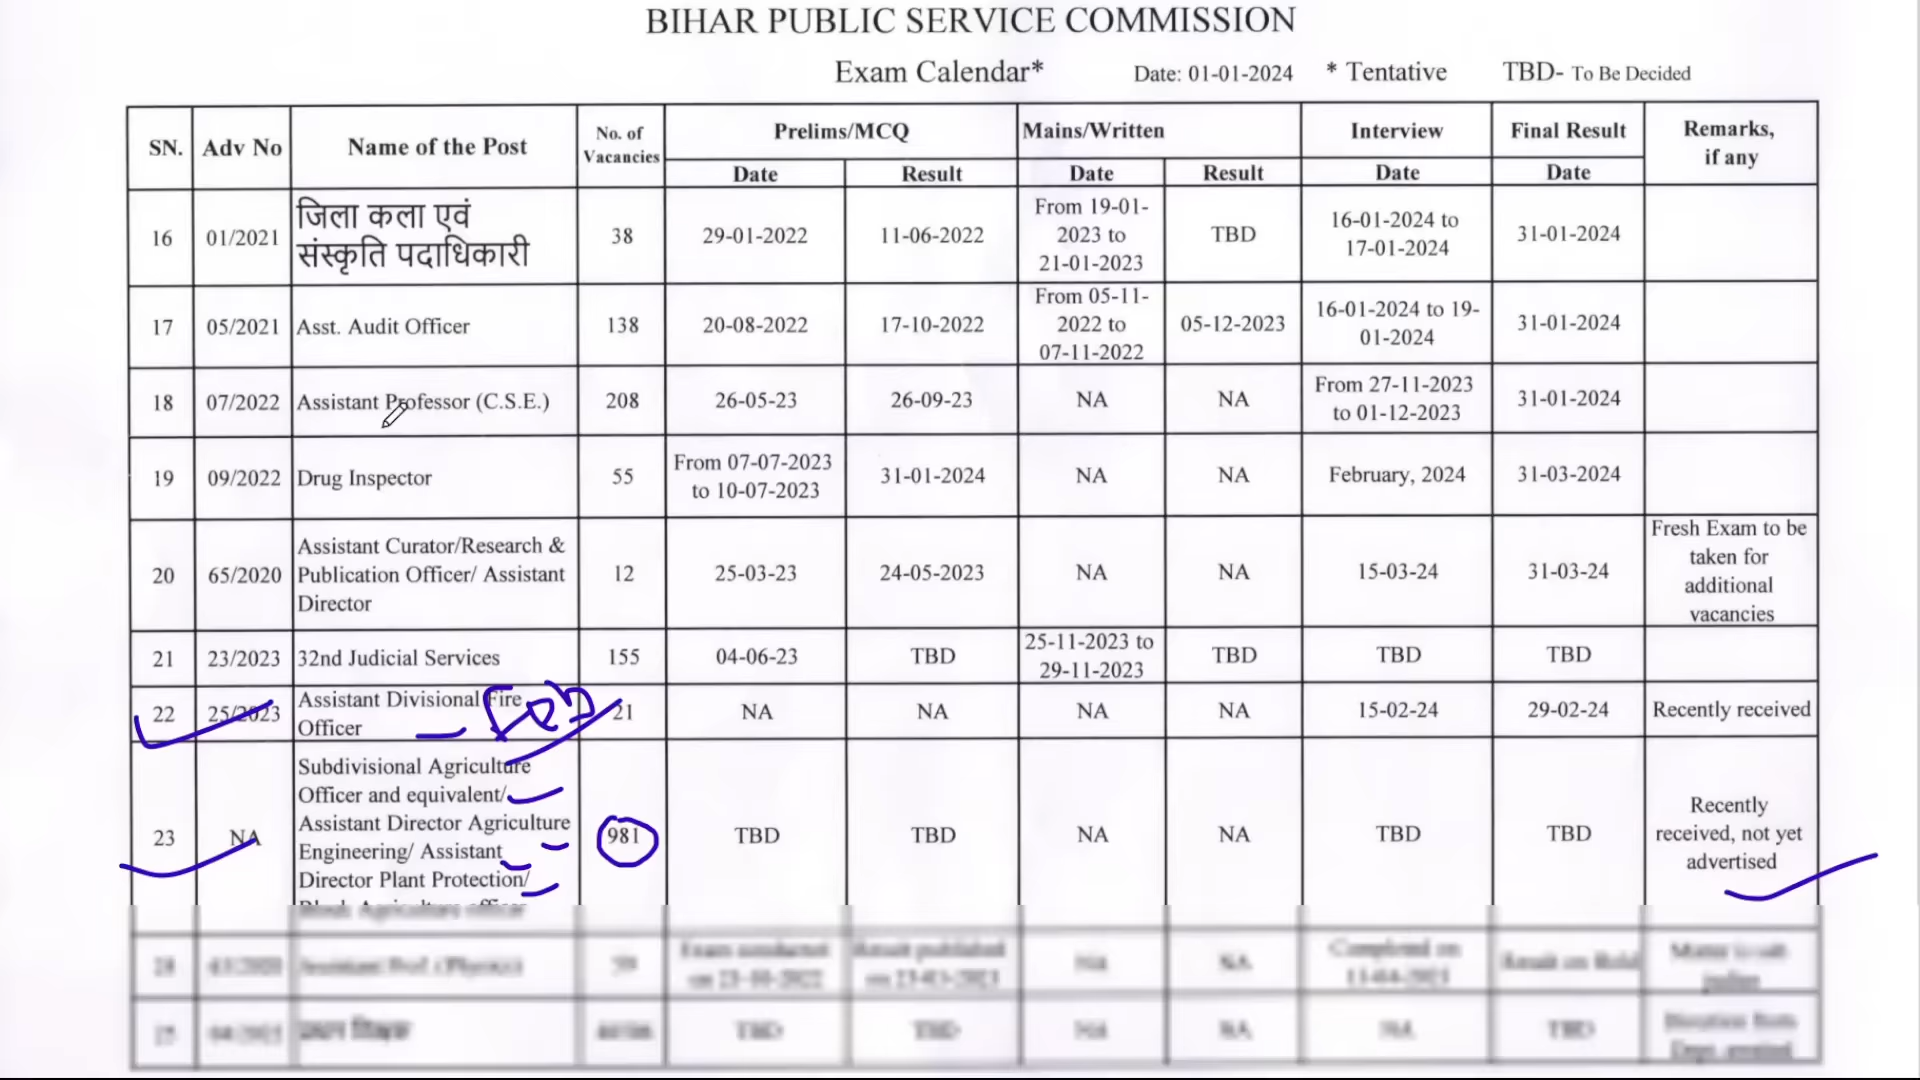 BIHAR PUBLIC SERVICE COMMISSION
Exam Calendar* Date: 01-01-2024 * Tentative TBD- To Be Decided
SN. Adv No Name of the Post No. of Vacancies Prelims/MCQ Mains/Written Interview Final Result Remarks, if any
Date Result Date Result Date Date
16 01/2021 जिला कला एवं संस्कृति पदाधिकारी 38 29-01-2022 11-06-2022 From 19-01-2023 to 21-01-2023 TBD 16-01-2024 to 17-01-2024 31-01-2024
17 05/2021 Asst. Audit Officer 138 20-08-2022 17-10-2022 From 05-11-2022 to 07-11-2022 05-12-2023 16-01-2024 to 19-01-2024 31-01-2024
18 07/2022 Assistant Professor (C.S.E.) 208 26-05-23 26-09-23 NA NA From 27-11-2023 to 01-12-2023 31-01-2024
19 09/2022 Drug Inspector 55 From 07-07-2023 to 10-07-2023 31-01-2024 NA NA February, 2024 31-03-2024
20 65/2020 Assistant Curator/Research & Publication Officer/ Assistant Director 12 25-03-23 24-05-2023 NA NA 15-03-24 31-03-24 Fresh Exam to be taken for additional vacancies
21 23/2023 32nd Judicial Services 155 04-06-23 TBD 25-11-2023 to 29-11-2023 TBD TBD TBD
22 25/2023 Assistant Divisional Fire Officer 21 NA NA NA NA 15-02-24 29-02-24 Recently received
23 NA Subdivisional Agriculture Officer and equivalent/ Assistant Director Agriculture Engineering/ Assistant Director Plant Protection/ 981 TBD TBD NA NA TBD TBD Recently received, not yet advertised